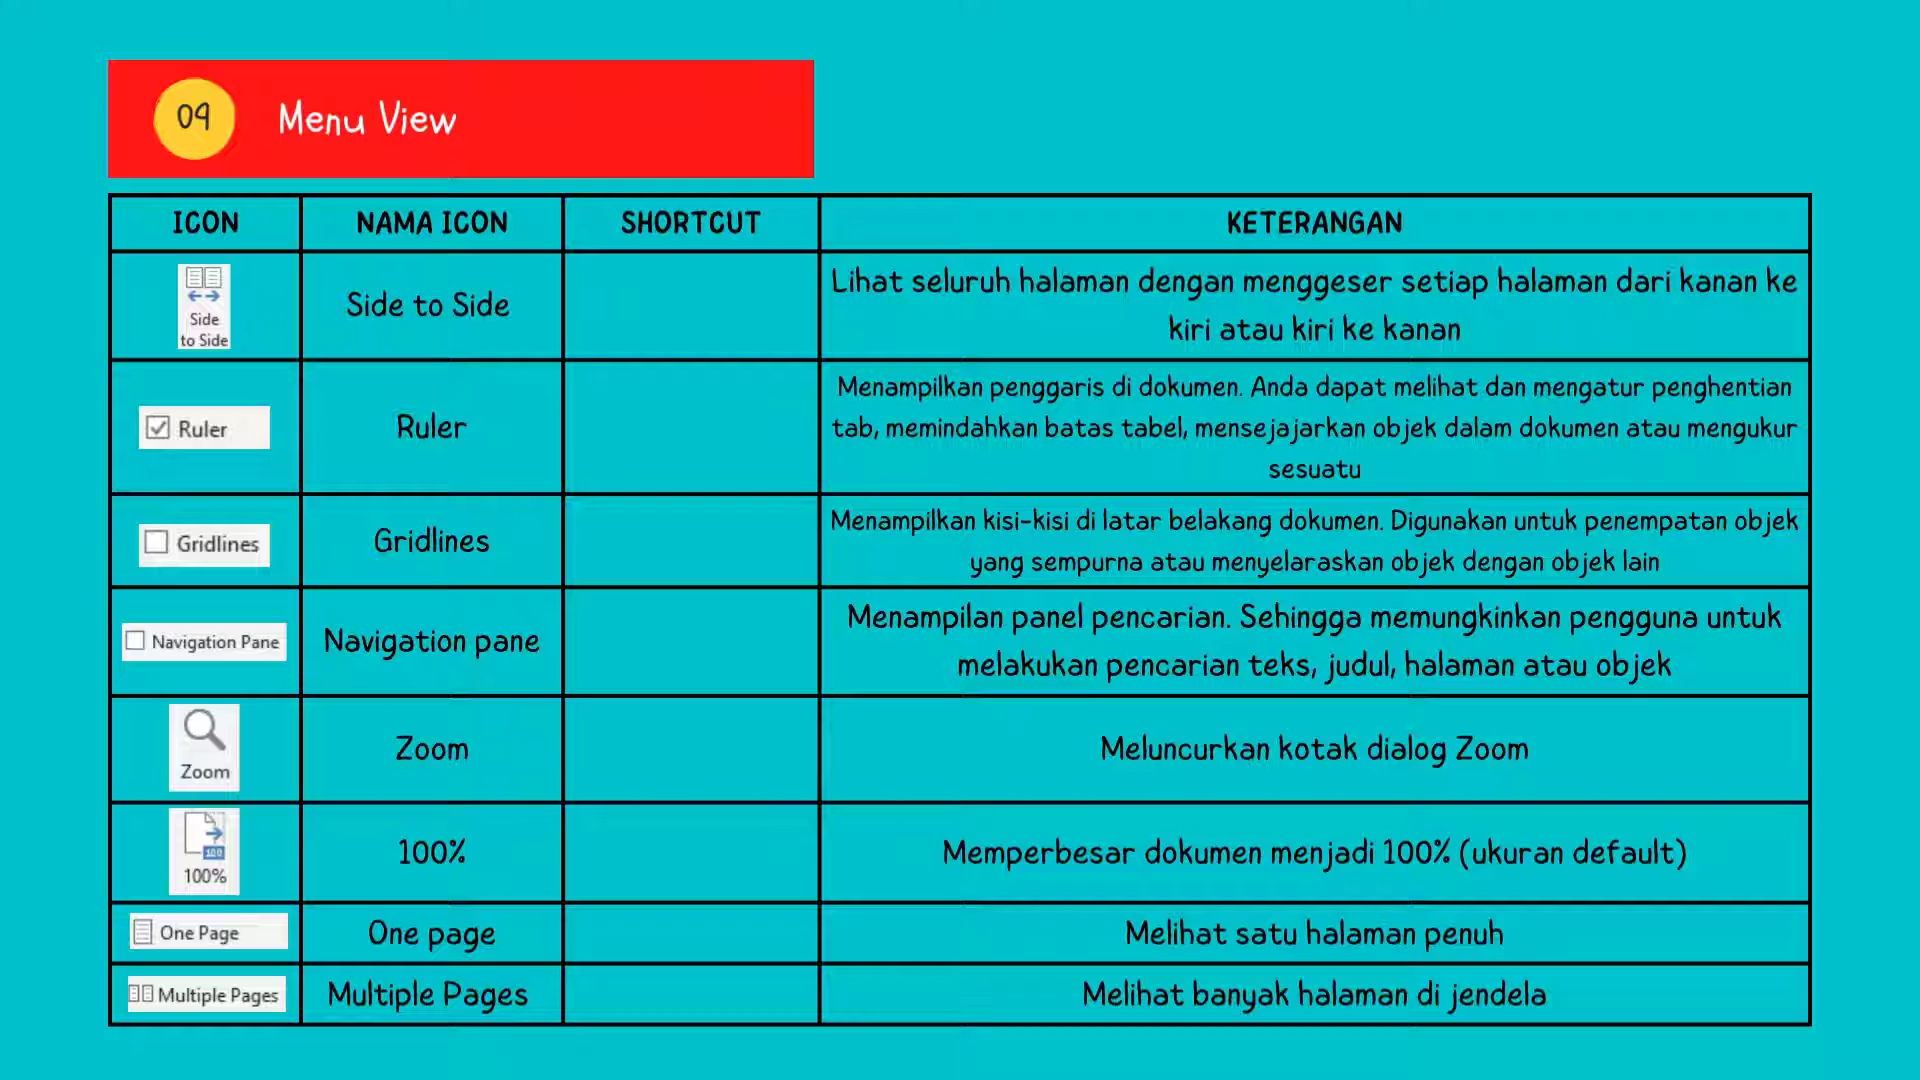 09
Menu View
ICON NAMA ICON SHORTCUT KETERANGAN
Side
to Side
Side to Side
Lihat seluruh halaman dengan menggeser setiap halaman dari kanan ke
kiri atau kiri ke kanan
Ruler
Ruler
Menampilkan penggaris di dokumen. Anda dapat melihat dan mengatur penghentian
tab, memindahkan batas tabel, mensejajarkan objek dalam dokumen atau mengukur
sesuatu
Gridlines
Gridlines
Menampilkan kisi-kisi di latar belakang dokumen. Digunakan untuk penempatan objek
yang sempurna atau menyelaraskan objek dengan objek lain
Navigation Pane
Navigation pane
Menampilan panel pencarian. Sehingga memungkinkan pengguna untuk
melakukan pencarian teks, judul, halaman atau objek
Zoom
Zoom
Meluncurkan kotak dialog Zoom
100
100%
100%
Memperbesar dokumen menjadi 100% (ukuran default)
One Page
One page
Melihat satu halaman penuh
Multiple Pages
Multiple Pages
Melihat banyak halaman di jendela